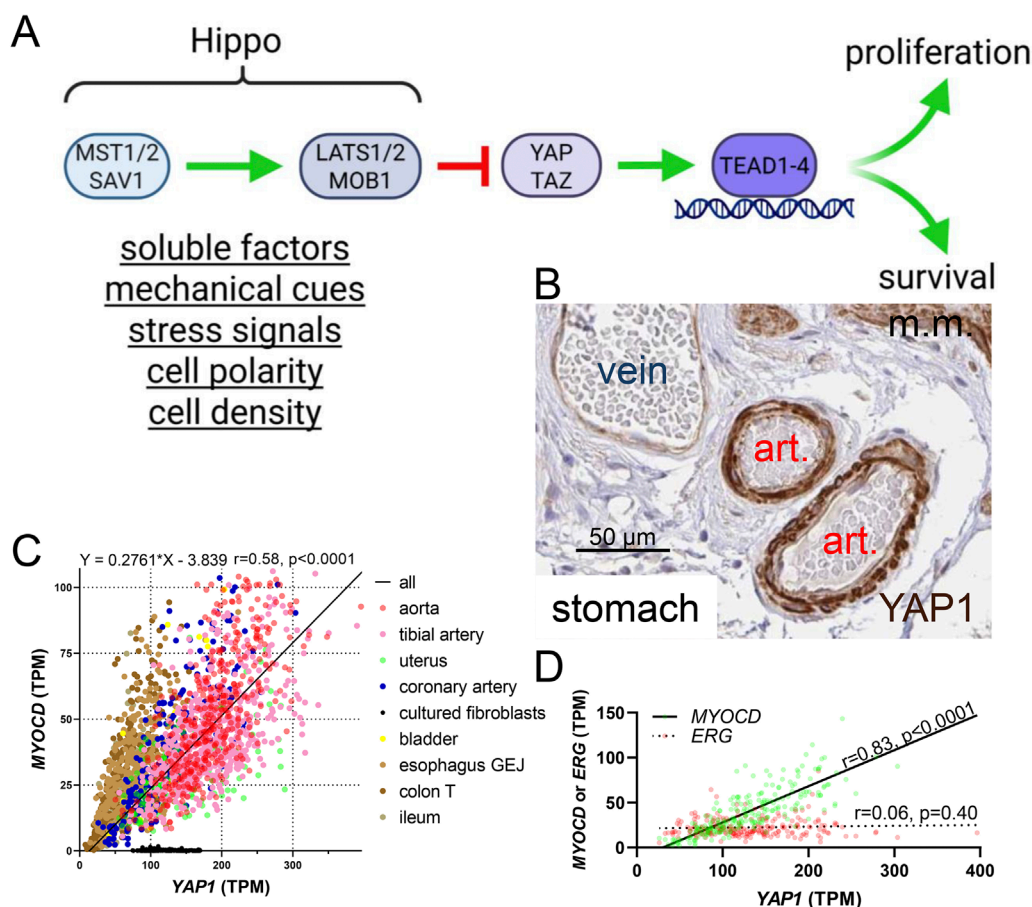 A
Hippo
proliferation
MST1/2
SAV1
LATS1/2
MOB1
YAP
TAZ
TEAD1-4
survival
soluble factors
mechanical cues
stress signals
cell polarity
cell density
B
m.m.
vein
art.
art.
50 µm
stomach
YAP1
C
Y = 0.2761*X - 3.839 r=0.58, p<0.0001
MYOCD (TPM)
100
75
50
25
0
0
100
200
300
YAP1 (TPM)
all
aorta
tibial artery
uterus
coronary artery
cultured fibroblasts
bladder
esophagus GEJ
colon T
ileum
D
MYOCD or ERG (TPM)
150
100
50
0
MYOCD
ERG
r=0.83, p<0.0001
r=0.06, p=0.40
0
100
200
300
400
YAP1 (TPM)